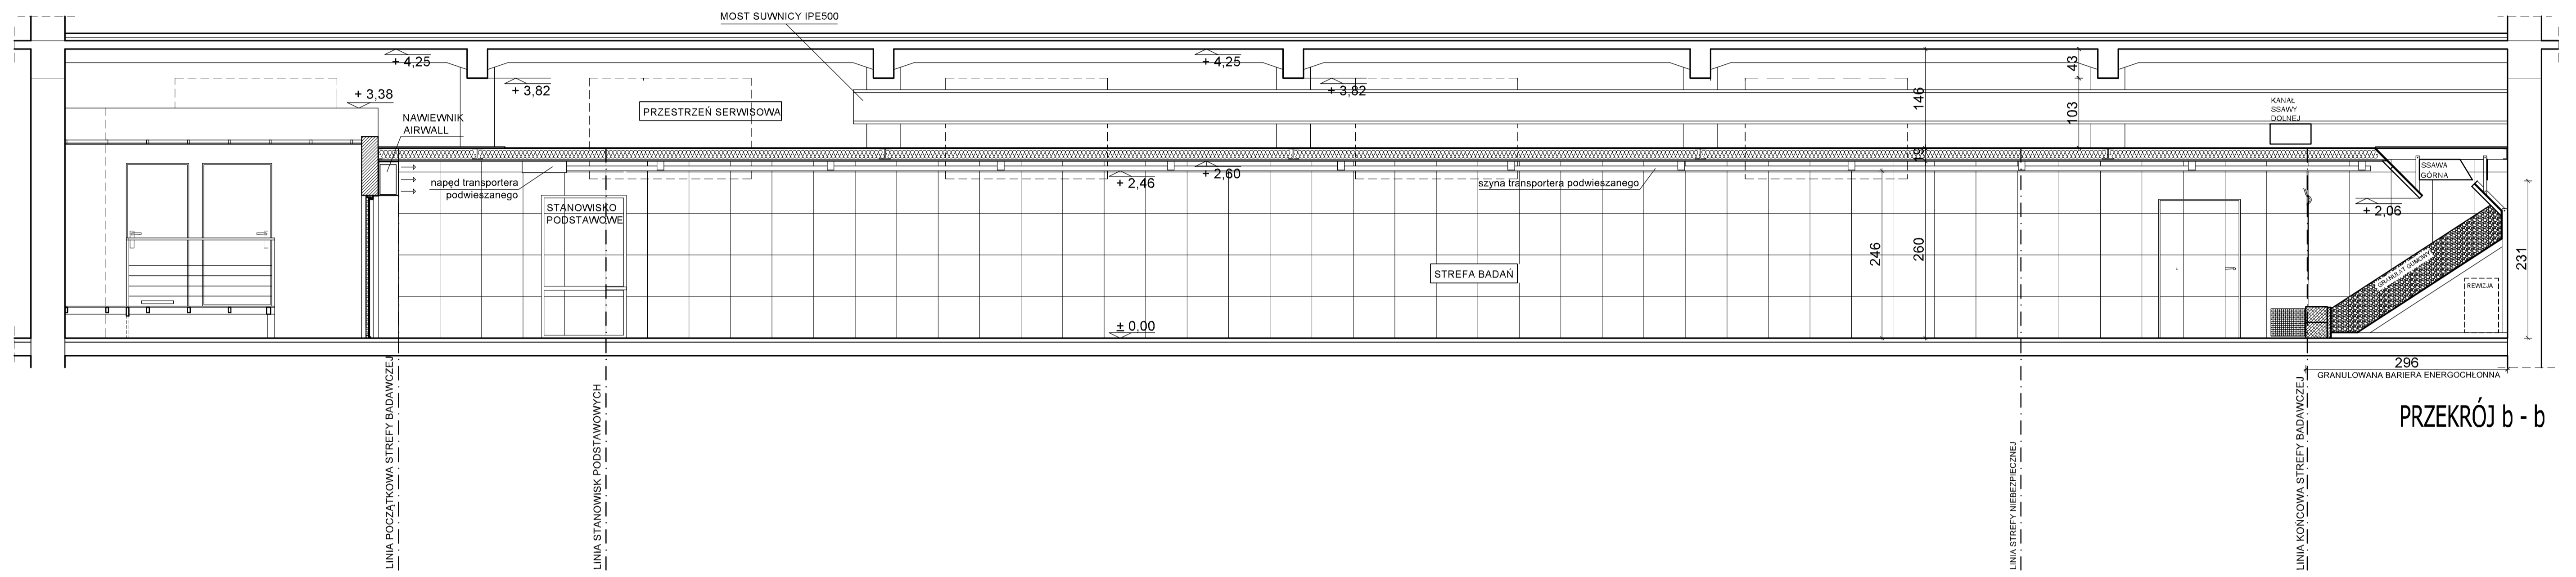 MOST SUWNICY IPE500
+ 4,25
+ 4,25
+ 3,82
+ 3,82
+ 3,38
43
146
103
19
PRZESTRZEŃ SERWISOWA
KANAŁ
SSAWY
DOLNEJ
NAWIEWNIK
AIRWALL
SSAWA
GÓRNA
napęd transportera
podwieszanego
+ 2,46
+ 2,60
szyna transportera podwieszanego
STANOWISKO
PODSTAWOWE
+ 2,06
246
260
231
STREFA BADAŃ
GRANULAT GUMOWY
REWIZJA
± 0,00
296
GRANULOWANA BARIERA ENERGOCHŁONNA
LINIA POCZĄTKOWA STREFY BADAWCZEJ
LINIA STANOWISK PODSTAWOWYCH
LINIA STREFY NIEBEZPIECZNEJ
LINIA KOŃCOWA STREFY BADAWCZEJ
PRZEKRÓJ b - b